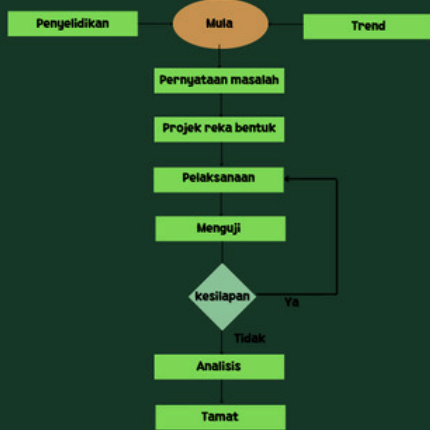 Penyelidikan
Mula
Trend
Pernyataan masalah
Projek reka bentuk
Pelaksanaan
Menguji
kesilapan
Ya
Tidak
Analisis
Tamat